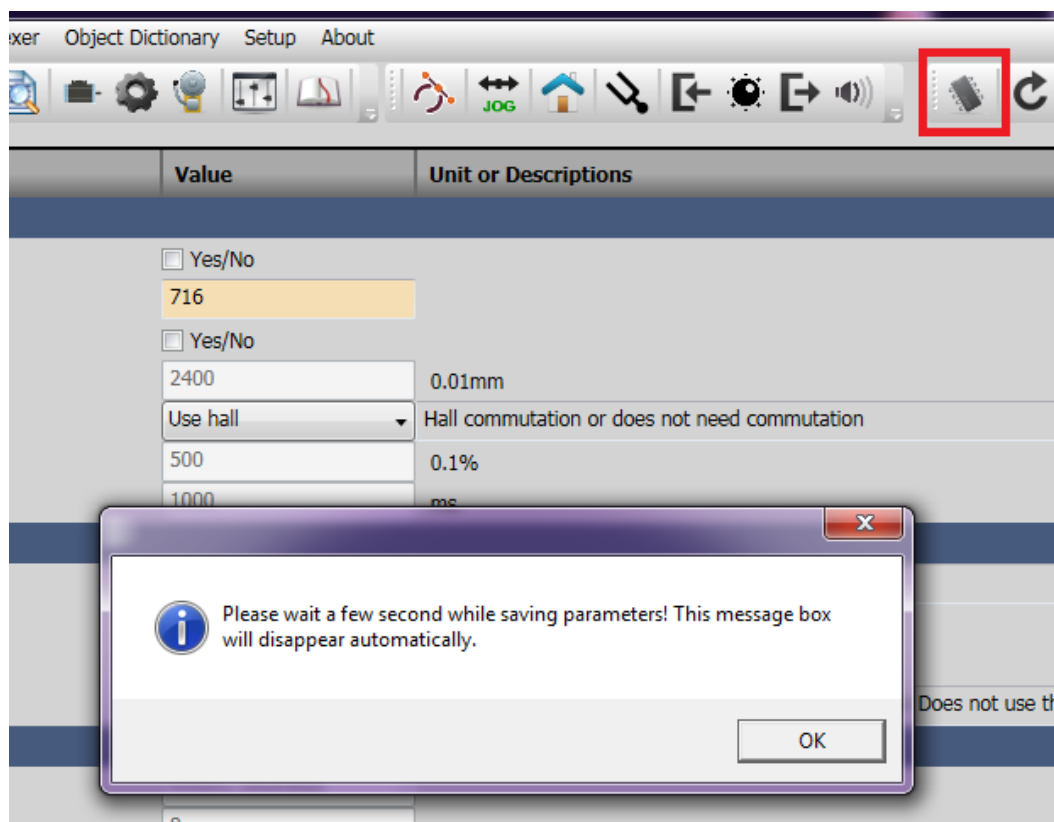 Object Dictionary Setup About
JOG
Value Unit or Descriptions
Yes/No
716
Yes/No
2400 0.01mm
Use hall Hall commutation or does not need commutation
500 0.1%
1000 ms
Please wait a few second while saving parameters! This message box
will disappear automatically.
Does not use
OK